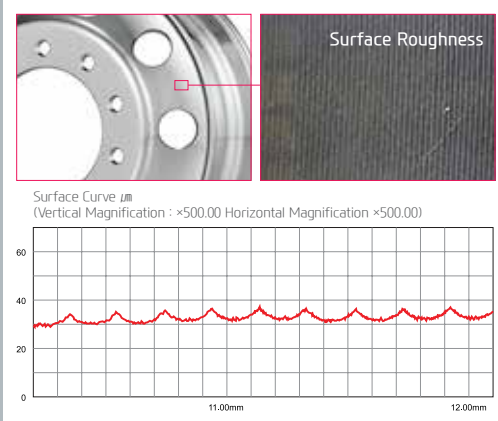 Surface Roughness
Surface Curve μm
(Vertical Magnification : ×500.00 Horizontal Magnification ×500.00)
60
40
20
0
11.00mm
12.00mm